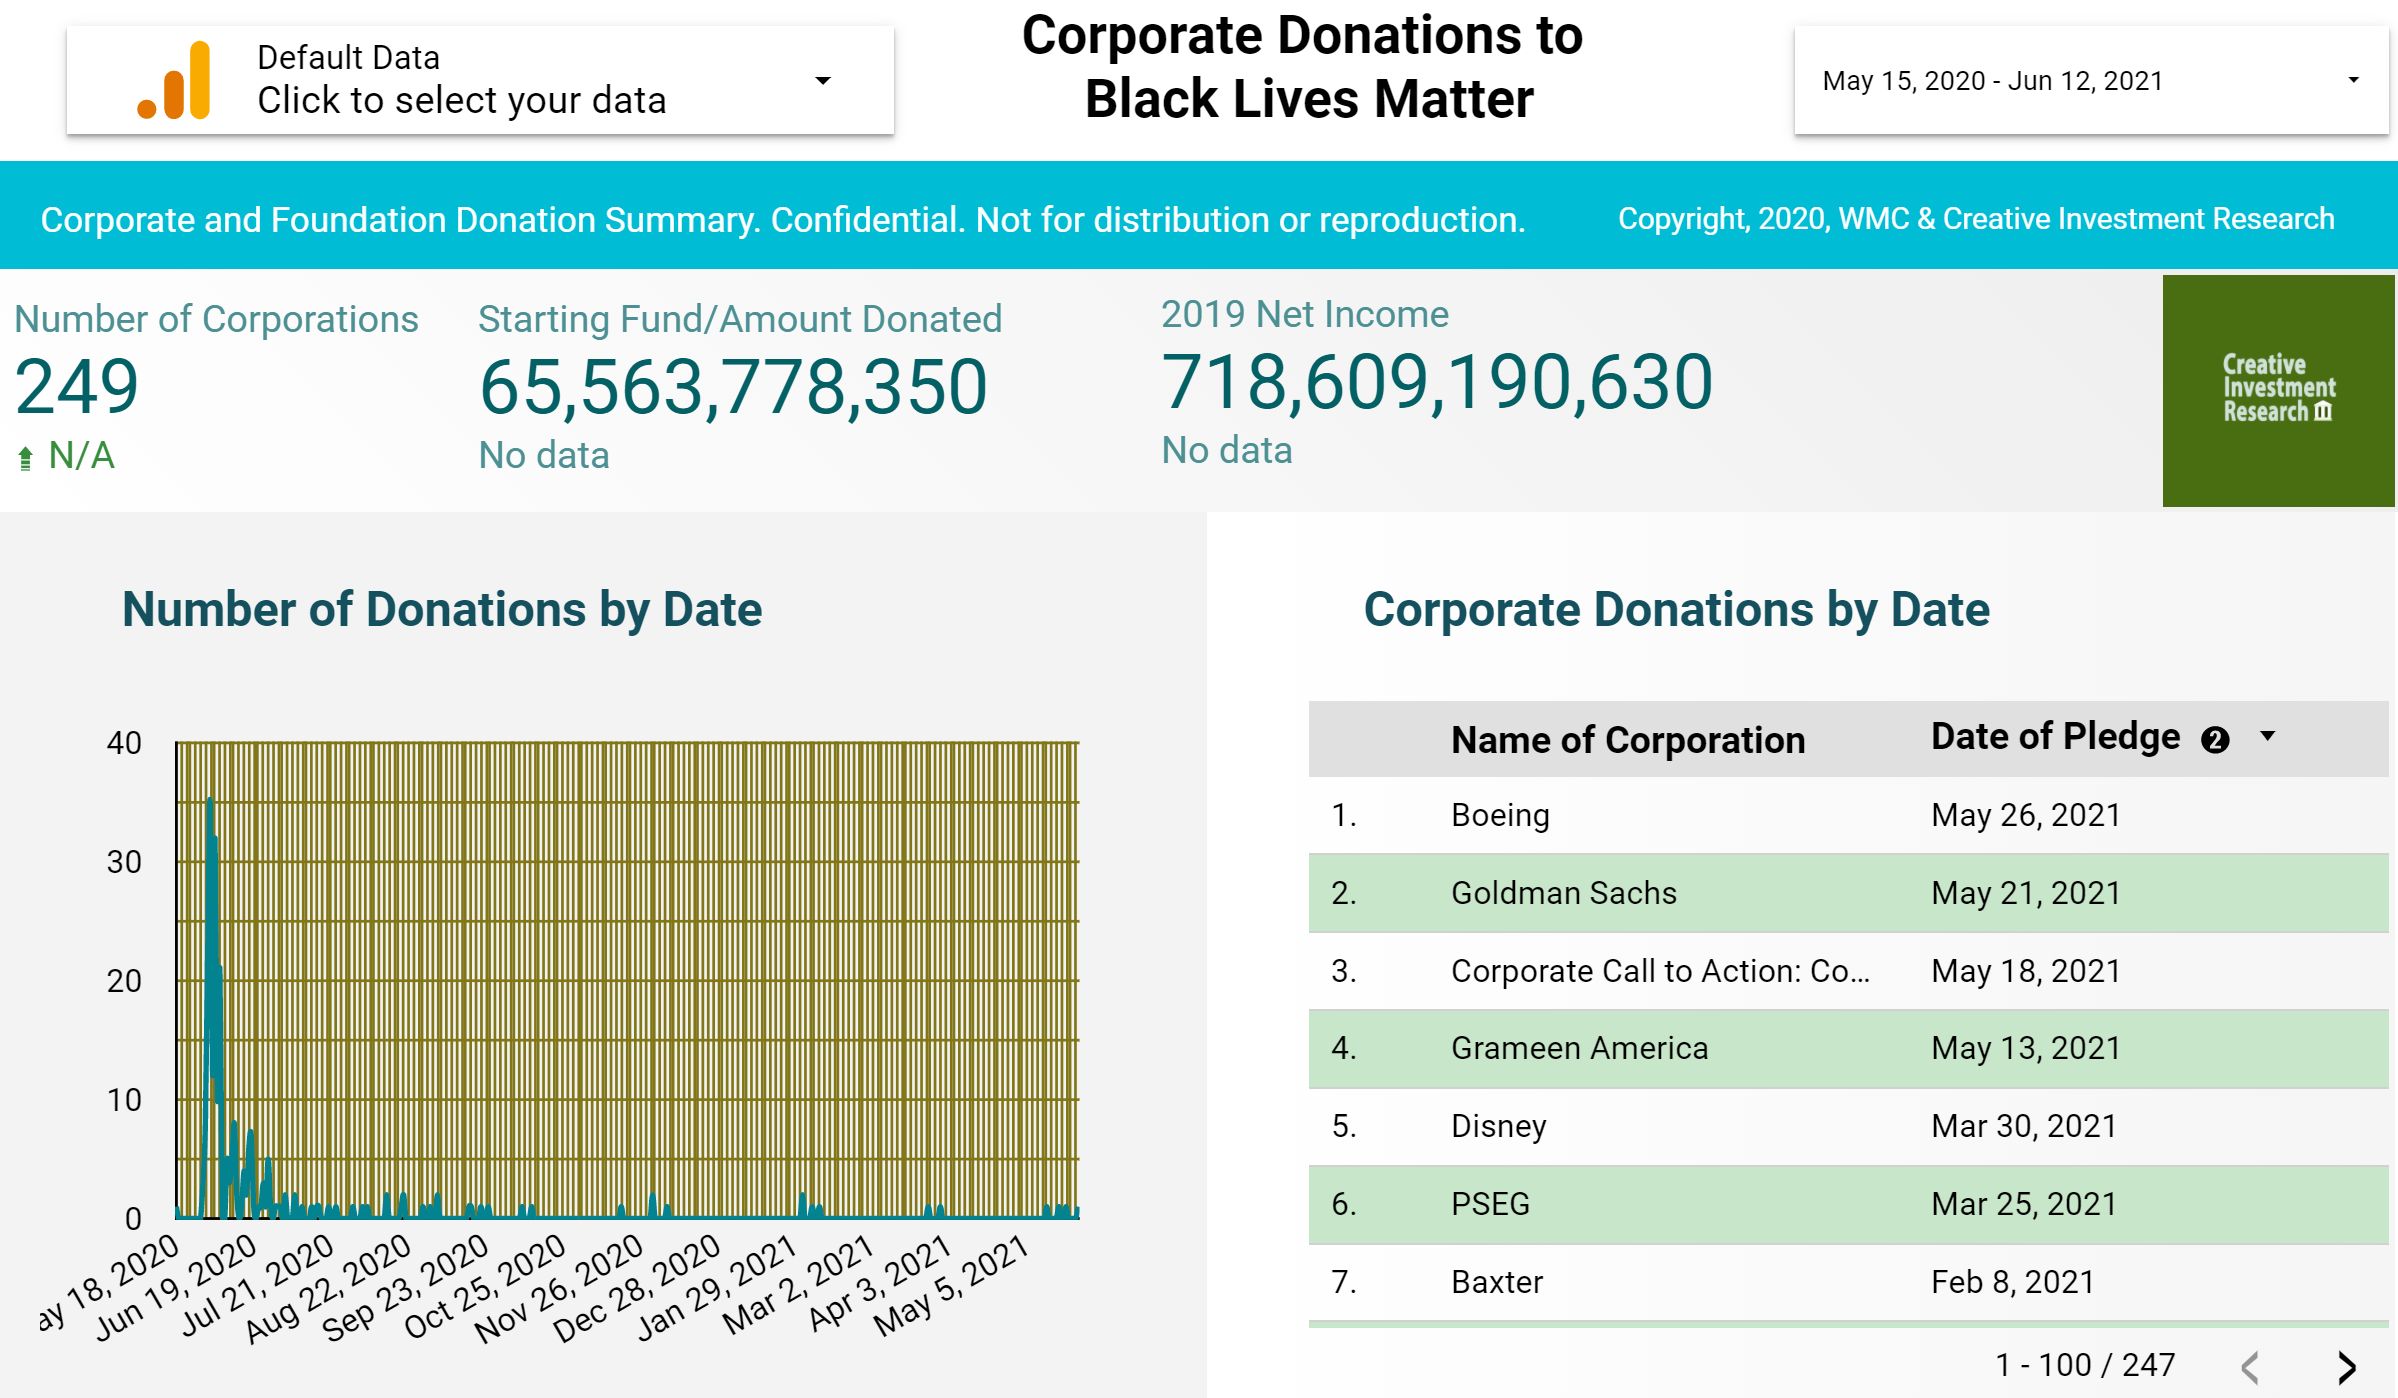 Default Data
Click to select your data
Corporate Donations to
Black Lives Matter
May 15, 2020 - Jun 12, 2021
Corporate and Foundation Donation Summary. Confidential. Not for distribution or reproduction.
Copyright, 2020, WMC & Creative Investment Research
Number of Corporations
249
N/A
Starting Fund/Amount Donated
65,563,778,350
No data
2019 Net Income
718,609,190,630
No data
Creative
Investment
Research
Number of Donations by Date
40
30
20
10
0
ay 18, 2020
Jun 19, 2020
Jul 21, 2020
Aug 22, 2020
Sep 23, 2020
Oct 25, 2020
Nov 26, 2020
Dec 28, 2020
Jan 29, 2021
Mar 2, 2021
Apr 3, 2021
May 5, 2021
Corporate Donations by Date
Name of Corporation Date of Pledge 2
1. Boeing May 26, 2021
2. Goldman Sachs May 21, 2021
3. Corporate Call to Action: Co... May 18, 2021
4. Grameen America May 13, 2021
5. Disney Mar 30, 2021
6. PSEG Mar 25, 2021
7. Baxter Feb 8, 2021
1 - 100 / 247